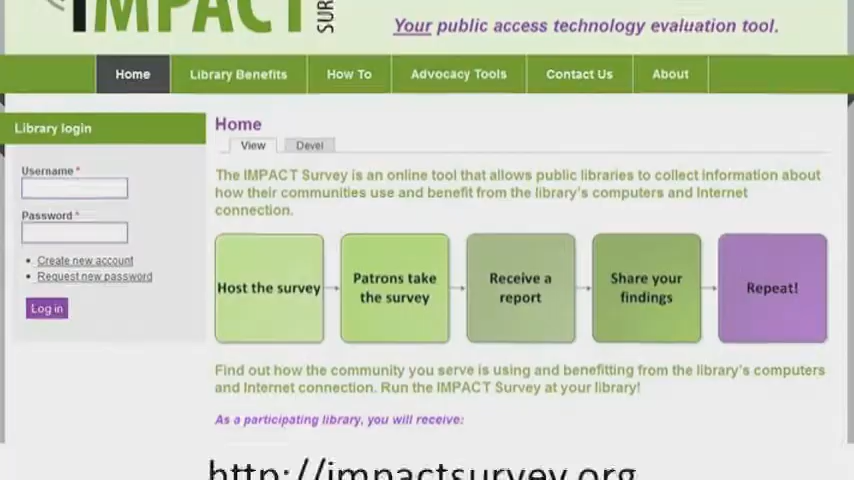 IMPACT
SUR
Your public access technology evaluation tool.
Home
Library Benefits
How To
Advocacy Tools
Contact Us
About
Library login
Username *
Password *
Create new account
Request new password
Log in
Home
View
Devel
The IMPACT Survey is an online tool that allows public libraries to collect information about
how their communities use and benefit from the library's computers and Internet
connection.
Host the survey
Patrons take
the survey
Receive a
report
Share your
findings
Repeat!
Find out how the community you serve is using and benefitting from the library's computers
and Internet connection. Run the IMPACT Survey at your library!
As a participating library, you will receive:
http://impactsurvey.org